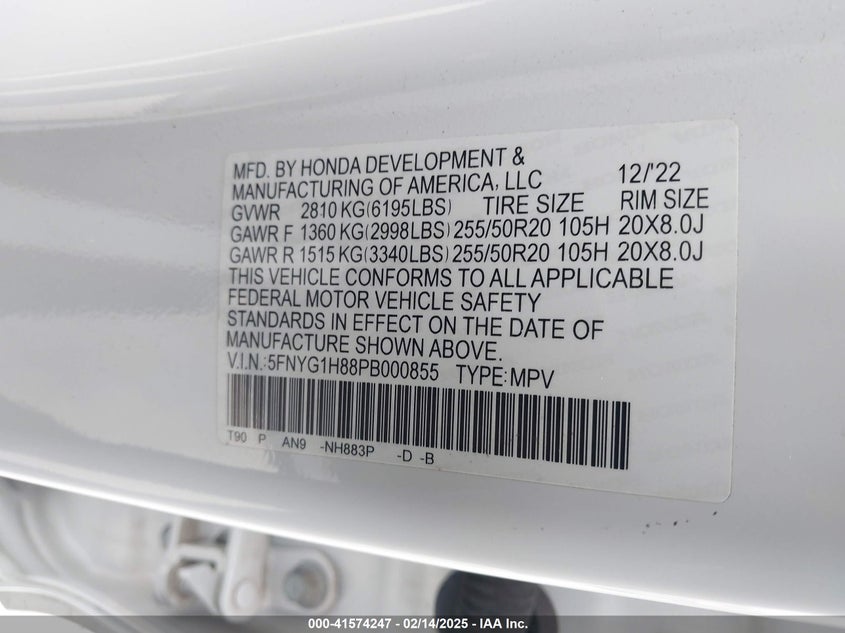 MFD. BY HONDA DEVELOPMENT &
MANUFACTURING OF AMERICA, LLC 12/'22
GVWR 2810 KG(6195LBS) TIRE SIZE RIM SIZE
GAWR F 1360 KG(2998LBS) 255/50R20 105H 20X8.0J
GAWR R 1515 KG(3340LBS) 255/50R20 105H 20X8.0J
THIS VEHICLE CONFORMS TO ALL APPLICABLE
FEDERAL MOTOR VEHICLE SAFETY
STANDARDS IN EFFECT ON THE DATE OF
MANUFACTURE SHOWN ABOVE.
V.I.N.:5FNYG1H88PB000855 TYPE:MPV
T90 P AN9 -NH883P -D -B
000-41574247 - 02/14/2025 - IAA Inc.